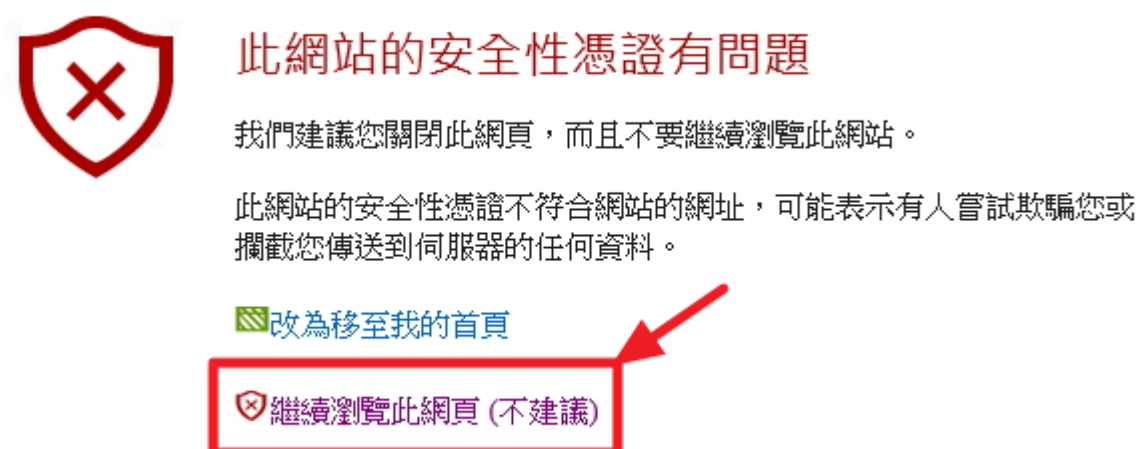 此網站的安全性憑證有問題
我們建議您關閉此網頁，而且不要繼續瀏覽此網站。
此網站的安全性憑證不符合網站的網址，可能表示有人嘗試欺騙您或
攔截您傳送到伺服器的任何資料。
改為移至我的首頁
繼續瀏覽此網頁 (不建議)